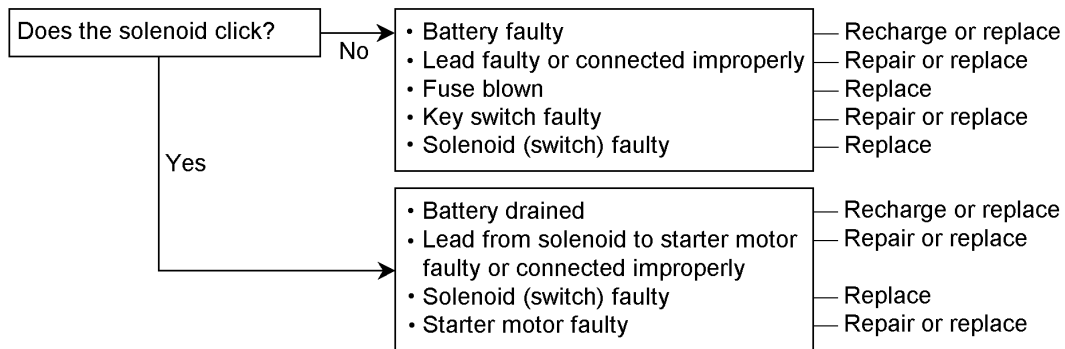 Does the solenoid click?
No
Yes
• Battery faulty
Recharge or replace
• Lead faulty or connected improperly
Repair or replace
• Fuse blown
Replace
• Key switch faulty
Repair or replace
• Solenoid (switch) faulty
Replace
• Battery drained
Recharge or replace
• Lead from solenoid to starter motor
faulty or connected improperly
Repair or replace
• Solenoid (switch) faulty
Replace
• Starter motor faulty
Repair or replace